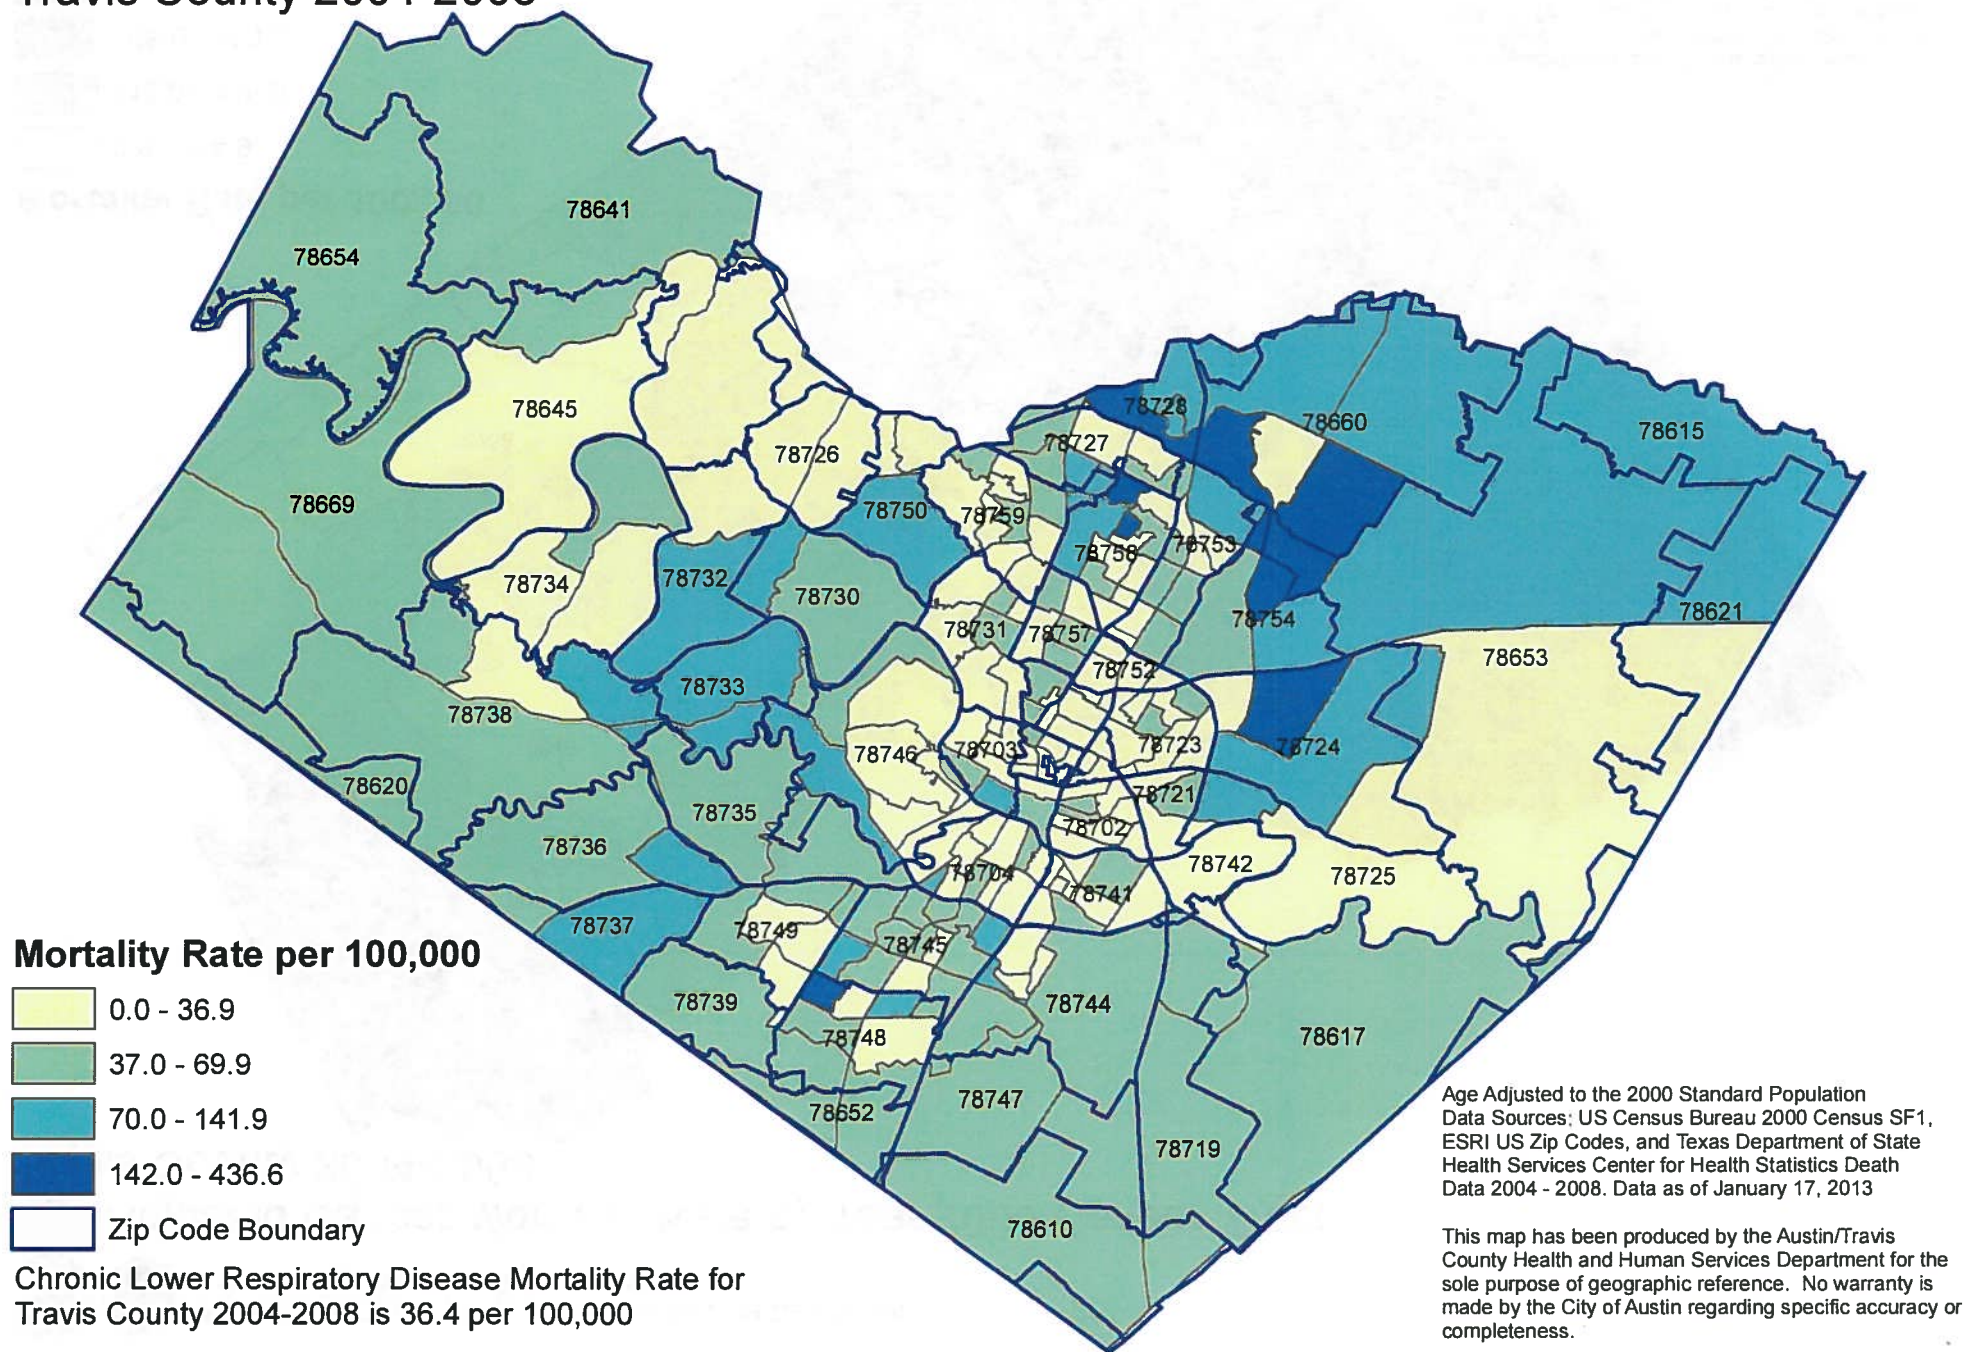 Travis County 2004-2008
78641
78654
78645
78669
78726
78728
78727
78660
78615
78750
78759
78758
78753
78734
78732
78730
78754
78621
78731
78757
78653
78752
78733
78738
78724
78746
78703
78723
78620
78735
78721
78736
78702
78742
78725
78704
78741
78737
78749
78745
78739
78744
78748
78617
78747
78652
78719
78610
Mortality Rate per 100,000
0.0 - 36.9
37.0 - 69.9
70.0 - 141.9
142.0 - 436.6
Zip Code Boundary
Chronic Lower Respiratory Disease Mortality Rate for
Travis County 2004-2008 is 36.4 per 100,000
Age Adjusted to the 2000 Standard Population
Data Sources: US Census Bureau 2000 Census SF1,
ESRI US Zip Codes, and Texas Department of State
Health Services Center for Health Statistics Death
Data 2004 - 2008. Data as of January 17, 2013
This map has been produced by the Austin/Travis
County Health and Human Services Department for the
sole purpose of geographic reference. No warranty is
made by the City of Austin regarding specific accuracy or
completeness.